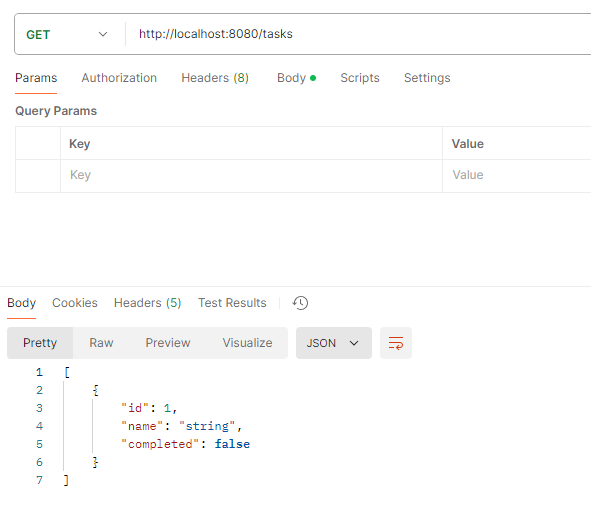 GET http://localhost:8080/tasks
Params Authorization Headers (8) Body Scripts Settings
Query Params
Key Value
Key Value
Body Cookies Headers (5) Test Results
Pretty Raw Preview Visualize JSON
1 [
2 {
3 "id": 1,
4 "name": "string",
5 "completed": false
6 }
7 ]